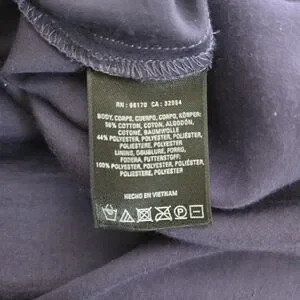 RN : 66170 CA : 32054
BODY, CORPS, CUERPO, CORPO, KÖRPER:
56% COTTON, COTON, ALGODÓN,
COTONE, BAUMWOLLE
44% POLYESTER, POLYESTER, POLIÉSTER,
POLIESTERE, POLYESTER
LINING, DOUBLURE, FORRO,
FODERA, FUTTERSTOFF:
100% POLYESTER, POLYESTER, POLIÉSTER,
POLIESTERE, POLYESTER
HECHO EN VIETNAM